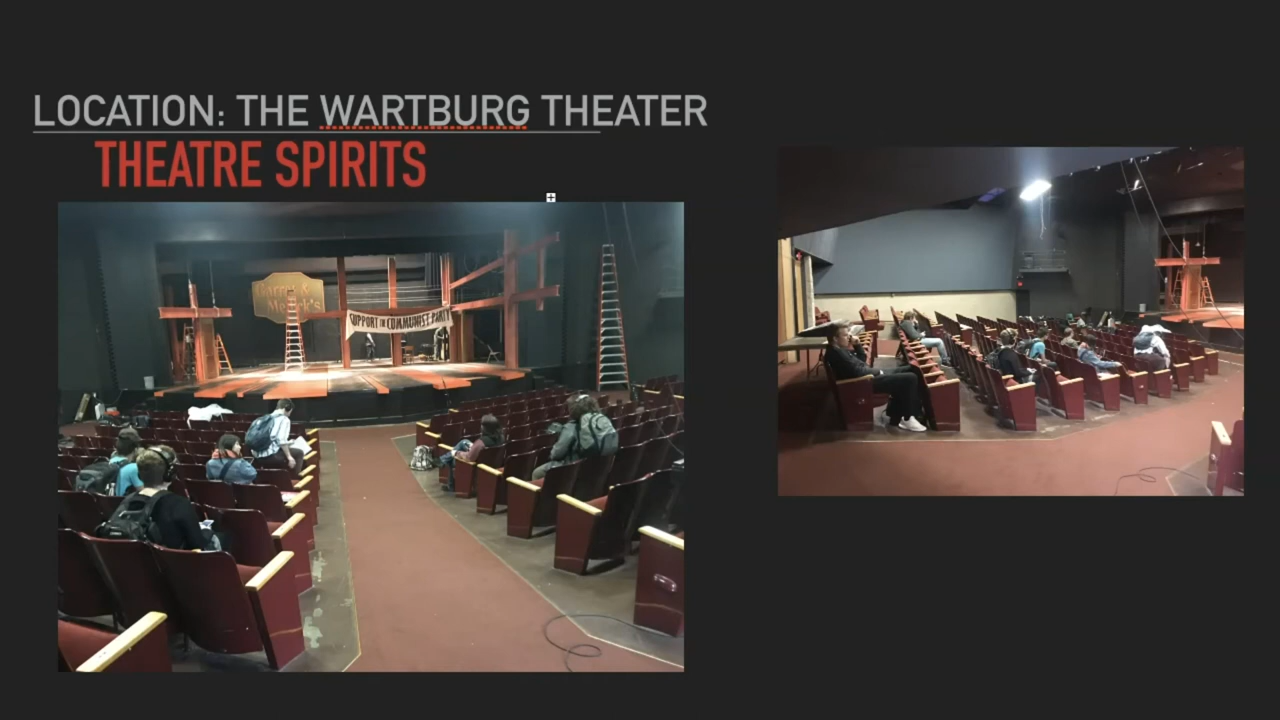 LOCATION: THE WARTBURG THEATER
THEATRE SPIRITS
SUPPORT THE COMMUNIST PARTY